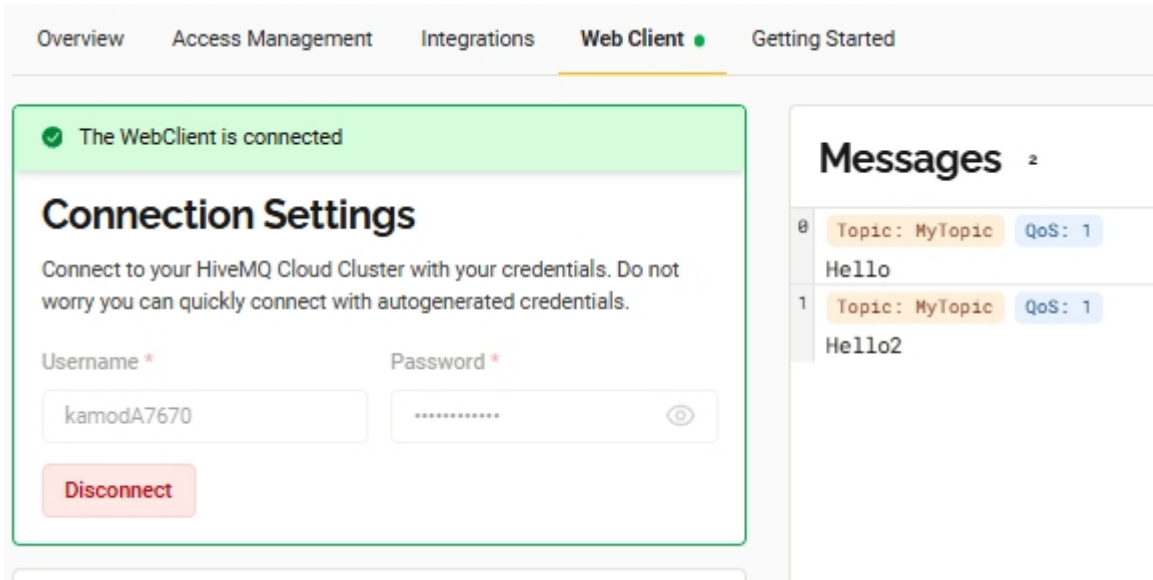 Overview Access Management Integrations Web Client Getting Started
The WebClient is connected
Connection Settings
Connect to your HiveMQ Cloud Cluster with your credentials. Do not
worry you can quickly connect with autogenerated credentials.
Username * Password *
kamodA7670 ••••••••••••
Disconnect
Messages 2
0 Topic: MyTopic QoS: 1
Hello
1 Topic: MyTopic QoS: 1
Hello2